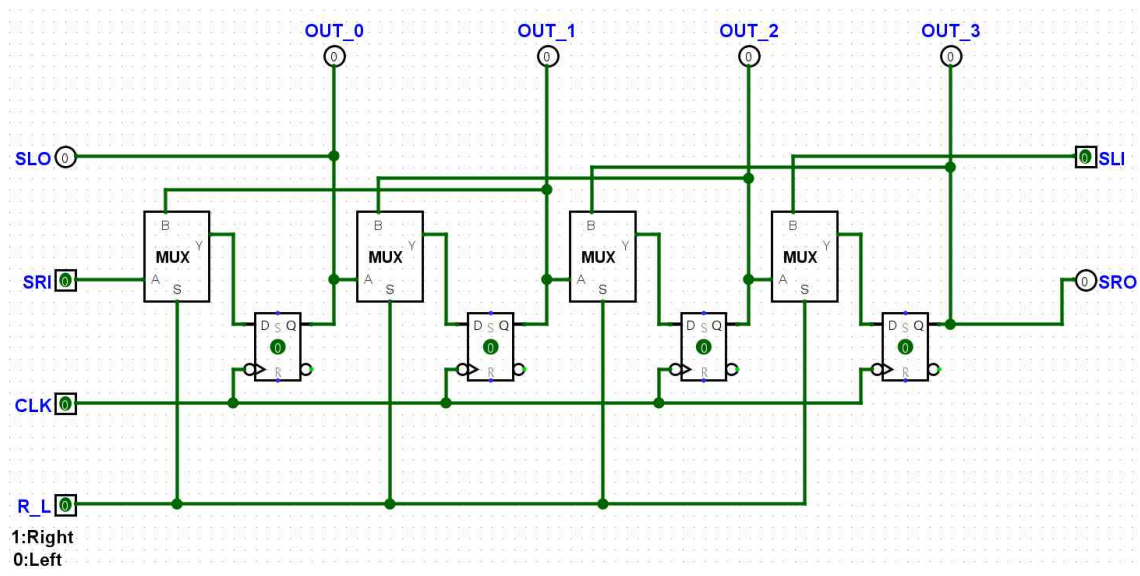 OUT_0 OUT_1 OUT_2 OUT_3
0 0 0 0
SLO 0 0 SLI
B B B B
Y Y Y Y
MUX MUX MUX MUX
SRI 0 A A A A 0 SRO
S S S S
D S Q D S Q D S Q D S Q
0 0 0 0
R R R R
CLK 0
R_L 0
1:Right
0:Left